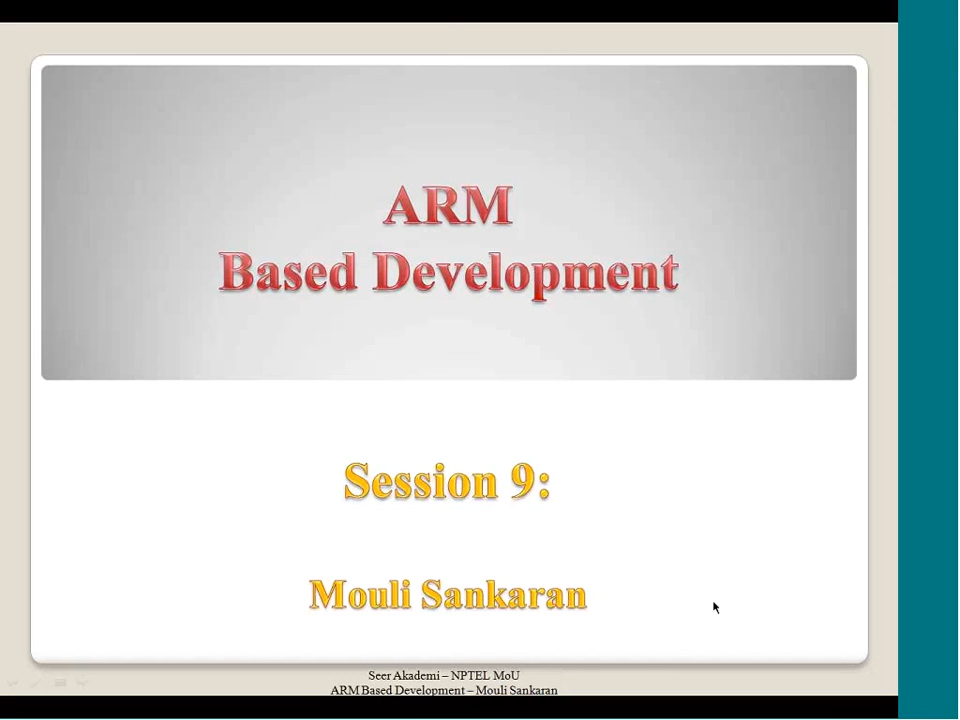 ARM
Based Development
Session 9:
Mouli Sankaran
Seer Akademi – NPTEL MoU
ARM Based Development – Mouli Sankaran